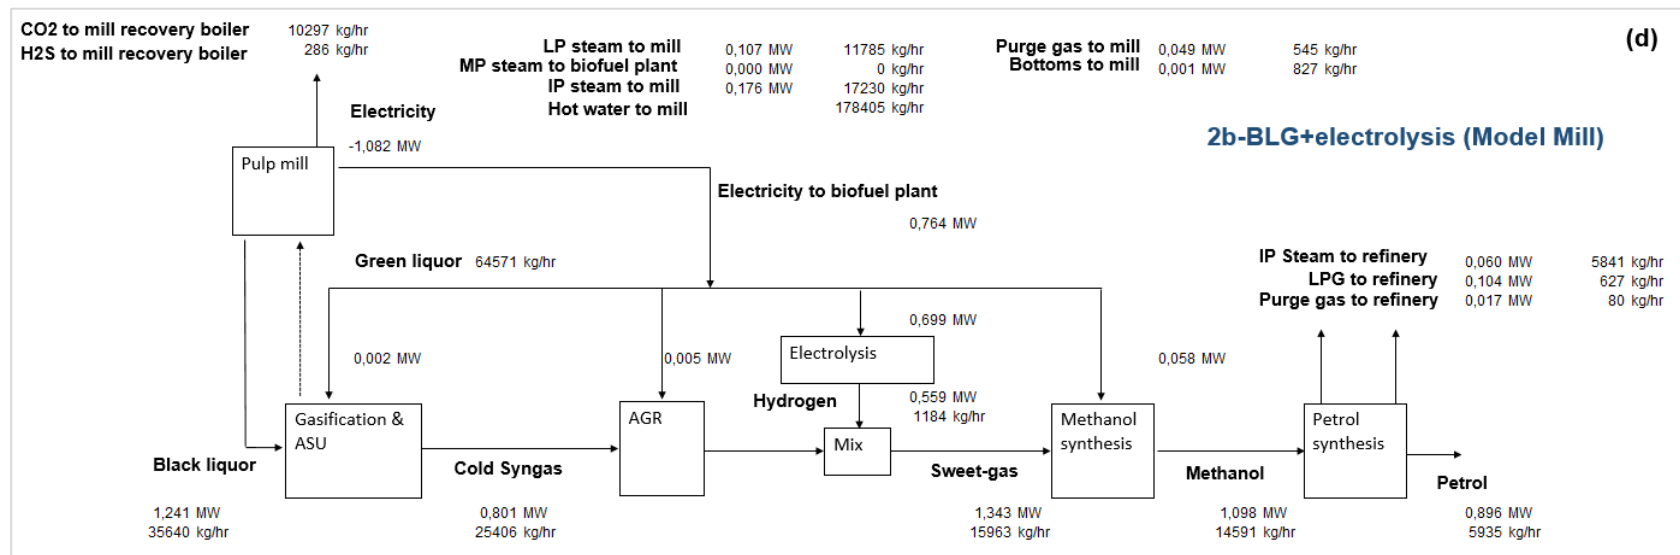 CO2 to mill recovery boiler 10297 kg/hr
H2S to mill recovery boiler 286 kg/hr
LP steam to mill 0,107 MW 11785 kg/hr
MP steam to biofuel plant 0,000 MW 0 kg/hr
IP steam to mill 0,176 MW 17230 kg/hr
Hot water to mill 178405 kg/hr
Purge gas to mill 0,049 MW 545 kg/hr
Bottoms to mill 0,001 MW 827 kg/hr
(d)
2b-BLG+electrolysis (Model Mill)
Electricity
-1,082 MW
Pulp mill
Electricity to biofuel plant
0,764 MW
Green liquor 64571 kg/hr
IP Steam to refinery 0,060 MW 5841 kg/hr
LPG to refinery 0,104 MW 627 kg/hr
Purge gas to refinery 0,017 MW 80 kg/hr
0,699 MW
0,002 MW
0,005 MW
Electrolysis
0,058 MW
Hydrogen
0,559 MW
1184 kg/hr
Gasification &
ASU
AGR
Mix
Methanol
synthesis
Petrol
synthesis
Black liquor
1,241 MW
35640 kg/hr
Cold Syngas
0,801 MW
25406 kg/hr
Sweet-gas
1,343 MW
15963 kg/hr
Methanol
1,098 MW
14591 kg/hr
Petrol
0,896 MW
5935 kg/hr